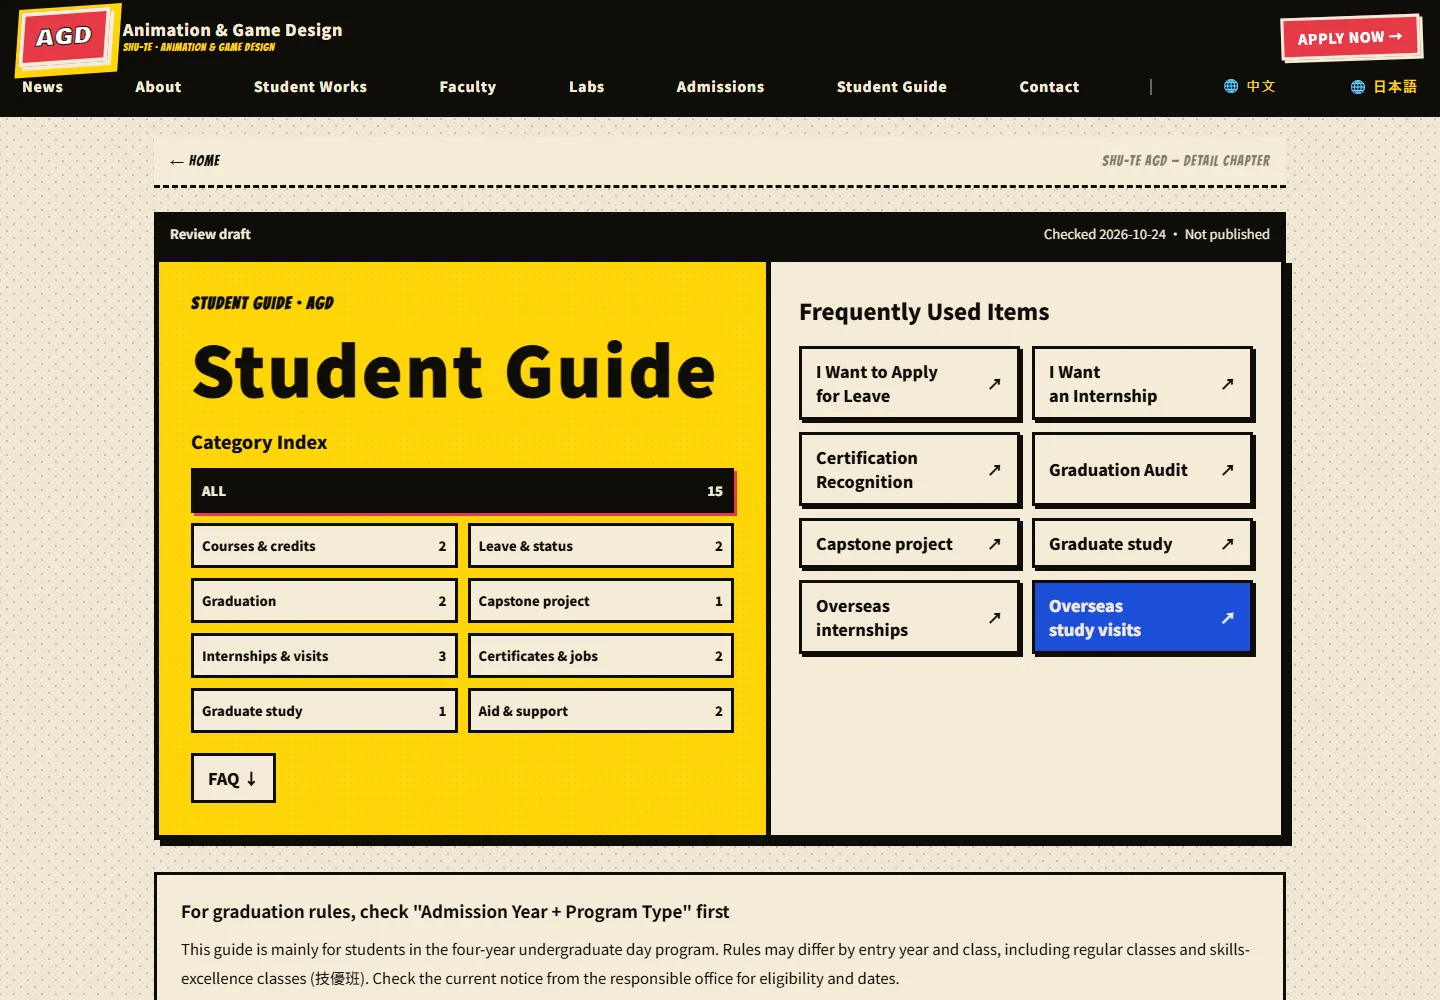 AGD
Animation & Game Design
SHU-TE · ANIMATION & GAME DESIGN
APPLY NOW →
News About Student Works Faculty Labs Admissions Student Guide Contact | 🌐 中文 🌐 日本語
← HOME
SHU-TE AGD — DETAIL CHAPTER
Review draft
Checked 2026-10-24 • Not published
STUDENT GUIDE · AGD
Student Guide
Category Index
ALL 15
Courses & credits 2
Leave & status 2
Graduation 2
Capstone project 1
Internships & visits 3
Certificates & jobs 2
Graduate study 1
Aid & support 2
FAQ ↓
Frequently Used Items
I Want to Apply
for Leave ↗
I Want
an Internship ↗
Certification
Recognition ↗
Graduation Audit ↗
Capstone project ↗
Graduate study ↗
Overseas
internships ↗
Overseas
study visits ↗
For graduation rules, check "Admission Year + Program Type" first
This guide is mainly for students in the four-year undergraduate day program. Rules may differ by entry year and class, including regular classes and skills-
excellence classes (技優班). Check the current notice from the responsible office for eligibility and dates.